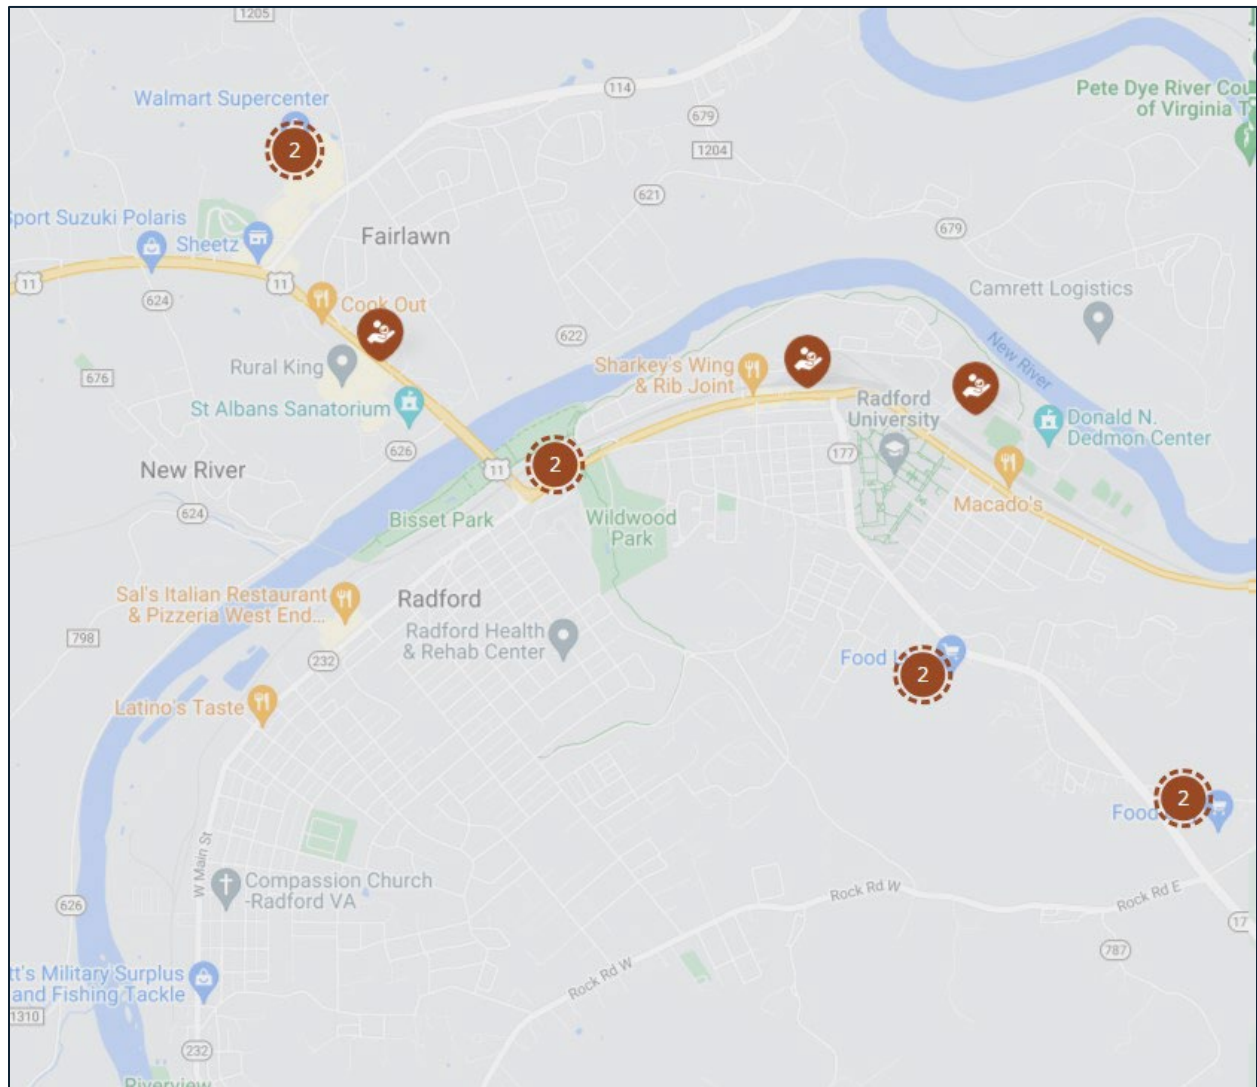 1205
Walmart Supercenter
114
Pete Dye River Cou
of Virginia T
679
2
1204
621
Sport Suzuki Polaris
Sheetz
Fairlawn
679
11
11
624
Cook Out
Camrett Logistics
622
New River
Rural King
676
Sharkey's Wing
& Rib Joint
St Albans Sanatorium
Radford
University
Donald N.
Dedmon Center
626
177
New River
11
2
Macado's
624
Bisset Park
Wildwood
Park
Sal's Italian Restaurant
& Pizzeria West End...
Radford
798
Radford Health
& Rehab Center
232
Food
2
Latino's Taste
2
Food
W Main St
Compassion Church
-Radford VA
Rock Rd W
Rock Rd E
626
17
787
tt's Military Surplus
and Fishing Tackle
Rock Rd W
1310
232
Riverview